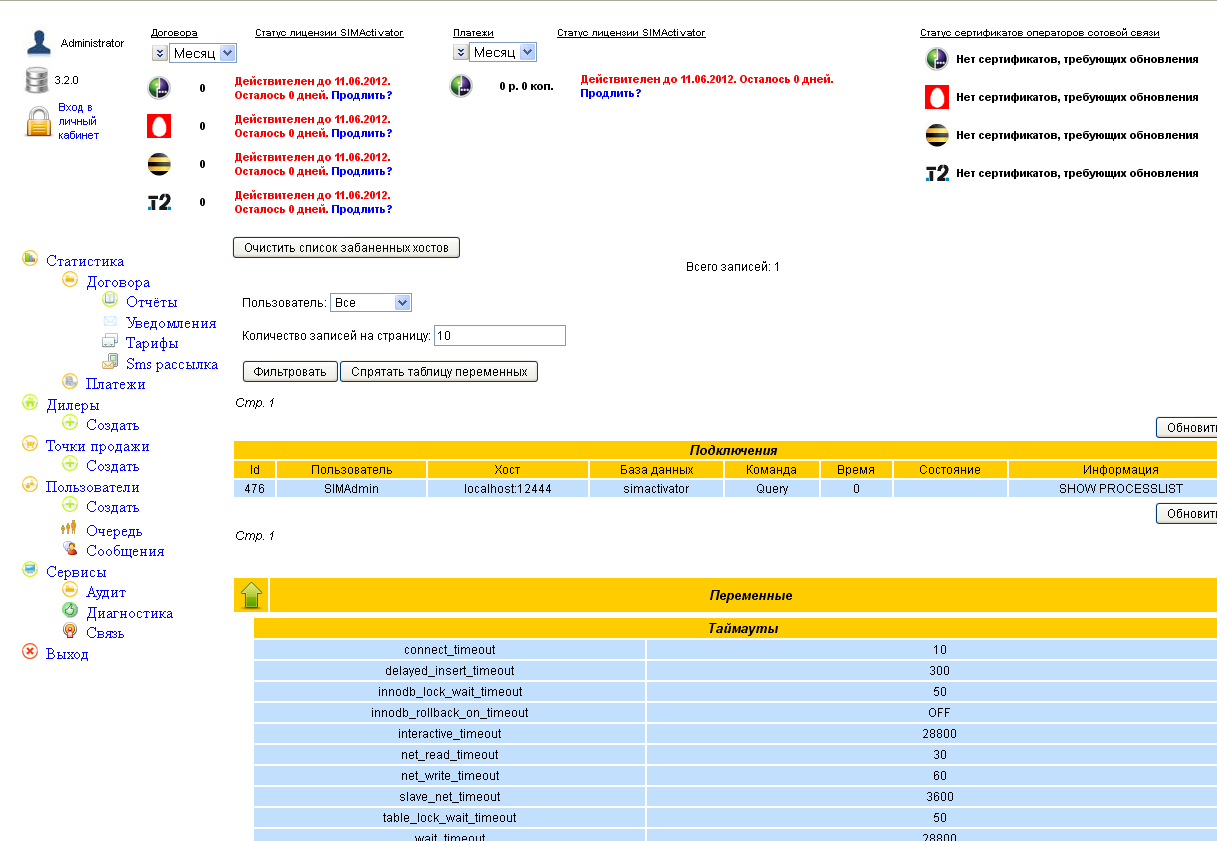 Договора Статус лицензии SIMActivator Платежи Статус лицензии SIMActivator Статус сертификатов операторов сотовой связи
Administrator
Месяц
Месяц
3.2.0
Вход в
личный
кабинет
0
Действителен до 11.06.2012.
Осталось 0 дней. Продлить?
0
Действителен до 11.06.2012.
Осталось 0 дней. Продлить?
0
Действителен до 11.06.2012.
Осталось 0 дней. Продлить?
T2 0
Действителен до 11.06.2012.
Осталось 0 дней. Продлить?
0 р. 0 коп.
Действителен до 11.06.2012. Осталось 0 дней.
Продлить?
Нет сертификатов, требующих обновления
Нет сертификатов, требующих обновления
Нет сертификатов, требующих обновления
T2 Нет сертификатов, требующих обновления
Статистика
Договора
Отчёты
Уведомления
Тарифы
Sms рассылка
Платежи
Дилеры
Создать
Точки продажи
Создать
Пользователи
Создать
Очередь
Сообщения
Сервисы
Аудит
Диагностика
Связь
Выход
Очистить список забаненных хостов
Всего записей: 1
Пользователь: Все
Количество записей на страницу: 10
Фильтровать Спрятать таблицу переменных
Стр. 1
Обновить
Подключения
Id Пользователь Хост База данных Команда Время Состояние Информация
476 SIMAdmin localhost:12444 simactivator Query 0 SHOW PROCESSLIST
Обновить
Стр. 1
Переменные
Таймауты
connect_timeout 10
delayed_insert_timeout 300
innodb_lock_wait_timeout 50
innodb_rollback_on_timeout OFF
interactive_timeout 28800
net_read_timeout 30
net_write_timeout 60
slave_net_timeout 3600
table_lock_wait_timeout 50
wait_timeout 28800